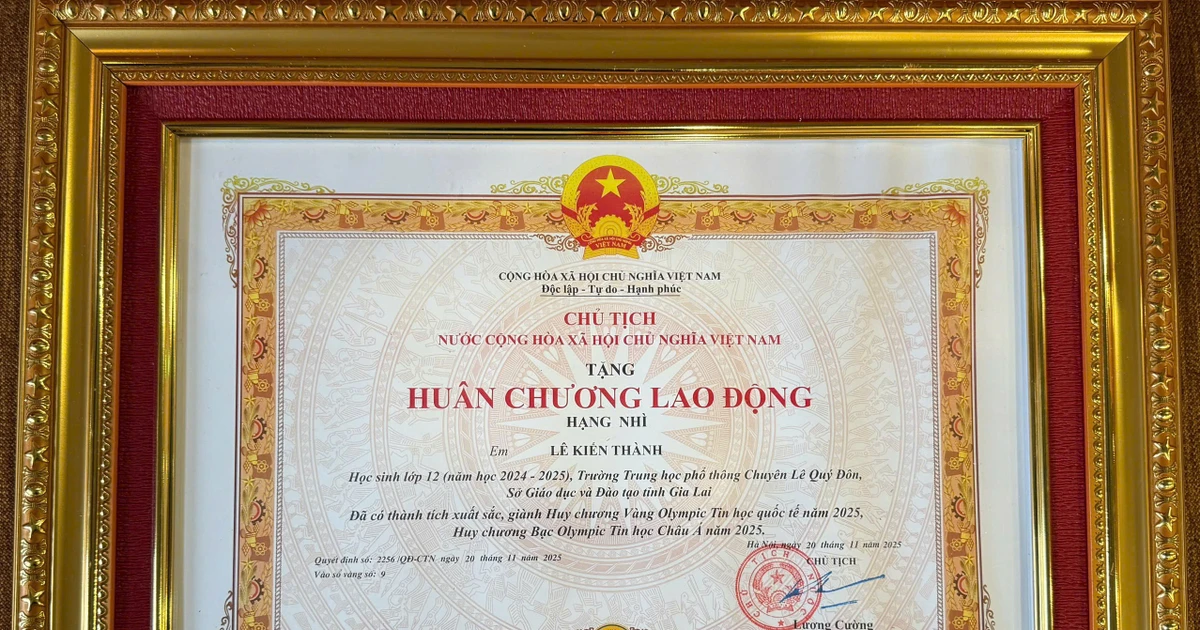 VIỆT NAM
CỘNG HÒA XÃ HỘI CHỦ NGHĨA VIỆT NAM
Độc lập - Tự do - Hạnh phúc
CHỦ TỊCH
NƯỚC CỘNG HÒA XÃ HỘI CHỦ NGHĨA VIỆT NAM
TẶNG
HUÂN CHƯƠNG LAO ĐỘNG
HẠNG NHÌ
Em LÊ KIẾN THÀNH
Học sinh lớp 12 (năm học 2024 - 2025), Trường Trung học phổ thông Chuyên Lê Quý Đôn,
Sở Giáo dục và Đào tạo tỉnh Gia Lai
Đã có thành tích xuất sắc, giành Huy chương Vàng Olympic Tin học quốc tế năm 2025,
Huy chương Bạc Olympic Tin học Châu Á năm 2025.
Hà Nội, ngày 20 tháng 11 năm 2025
Quyết định số: 2256/QĐ-CTN ngày 20 tháng 11 năm 2025
CHỦ TỊCH
Vào sổ vàng số: 9
CHỦ TỊCH NƯỚC
Lương Cường